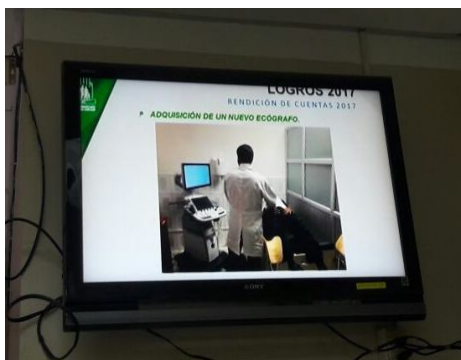 LOGROS 2017
RENDICIÓN DE CUENTAS 2017
ADQUISICIÓN DE UN NUEVO ECÓGRAFO.
SONY